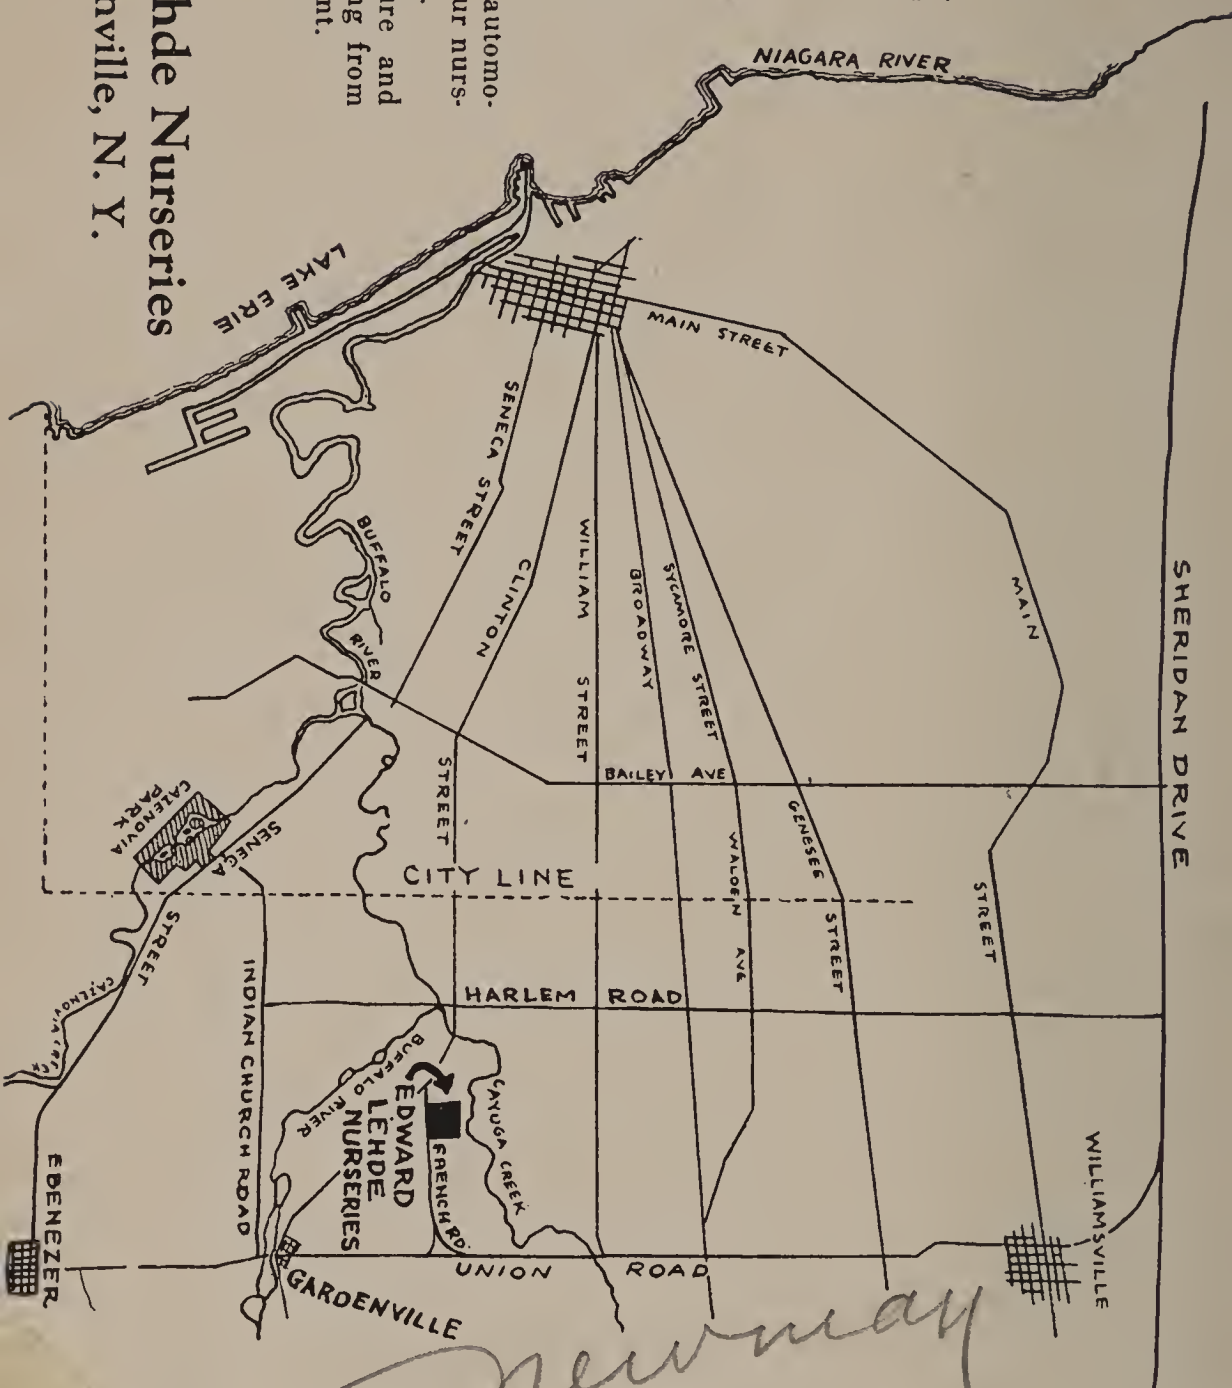 automo-
ur nurs-
re and
ng from
nt.
hde Nurseries
nville, N. Y.
NIAGARA RIVER
LAKE ERIE
MAIN STREET
SENECA STREET
BUFFALO
RIVER
CLINTON
STREET
WILLIAM
STREET
BROADWAY
SYCAMORE STREET
MAIN
STREET
SHERIDAN DRIVE
BAILEY AVE
GENESEE
STREET
WALDEN AVE
CAZENOVIA
PARK
SENECA
STREET
CITY LINE
CAZENOVIA CREEK
INDIAN CHURCH ROAD
HARLEM ROAD
BUFFALO RIVER
EDWARD
LEHDE
NURSERIES
CAYUGA CREEK
FRENCH RD.
UNION ROAD
WILLIAMSVILLE
EBENEZER
GARDENVILLE